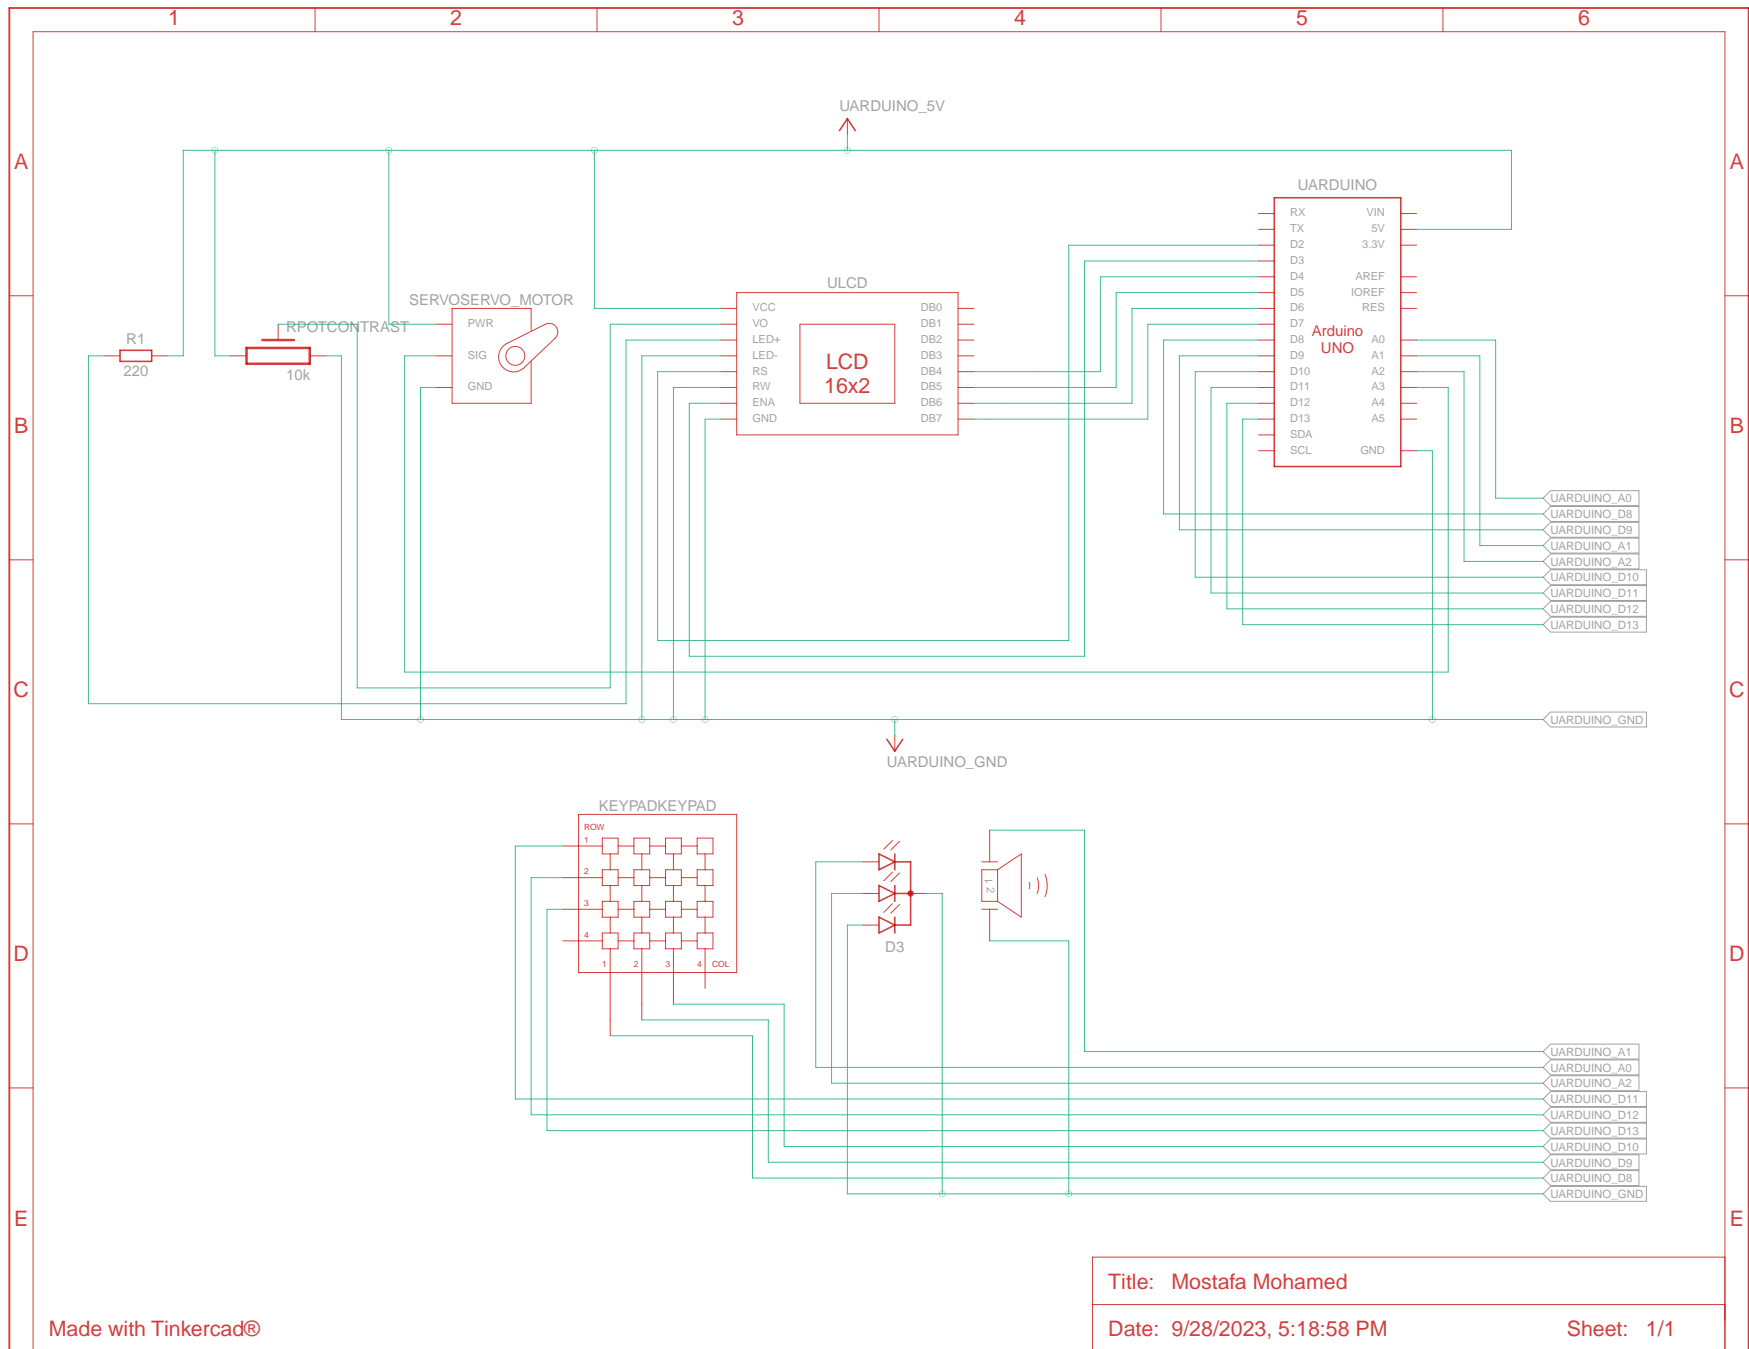 1 2 3 4 5 6
UARDUINO_5V
A A
UARDUINO
RX VIN
TX 5V
D2 3.3V
D3
D4 AREF
D5 IOREF
D6 RES
D7
D8 A0
D9 A1
D10 A2
D11 A3
D12 A4
D13 A5
SDA
SCL GND
Arduino
UNO
ULCD
VCC DB0
VO DB1
LED+ DB2
LED- DB3
RS DB4
RW DB5
ENA DB6
GND DB7
LCD
16x2
SERVOSERVO_MOTOR
PWR
SIG
GND
RPOTCONTRAST
10k
R1
220
B B
UARDUINO_A0
UARDUINO_D8
UARDUINO_D9
UARDUINO_A1
UARDUINO_A2
UARDUINO_D10
UARDUINO_D11
UARDUINO_D12
UARDUINO_D13
C C
UARDUINO_GND
UARDUINO_GND
KEYPADKEYPAD
ROW
1
2
3
4
1 2 3 4 COL
D3
1 2
D D
UARDUINO_A1
UARDUINO_A0
UARDUINO_A2
UARDUINO_D11
UARDUINO_D12
UARDUINO_D13
UARDUINO_D10
UARDUINO_D9
UARDUINO_D8
UARDUINO_GND
E E
Title: Mostafa Mohamed
Made with Tinkercad®
Date: 9/28/2023, 5:18:58 PM Sheet: 1/1